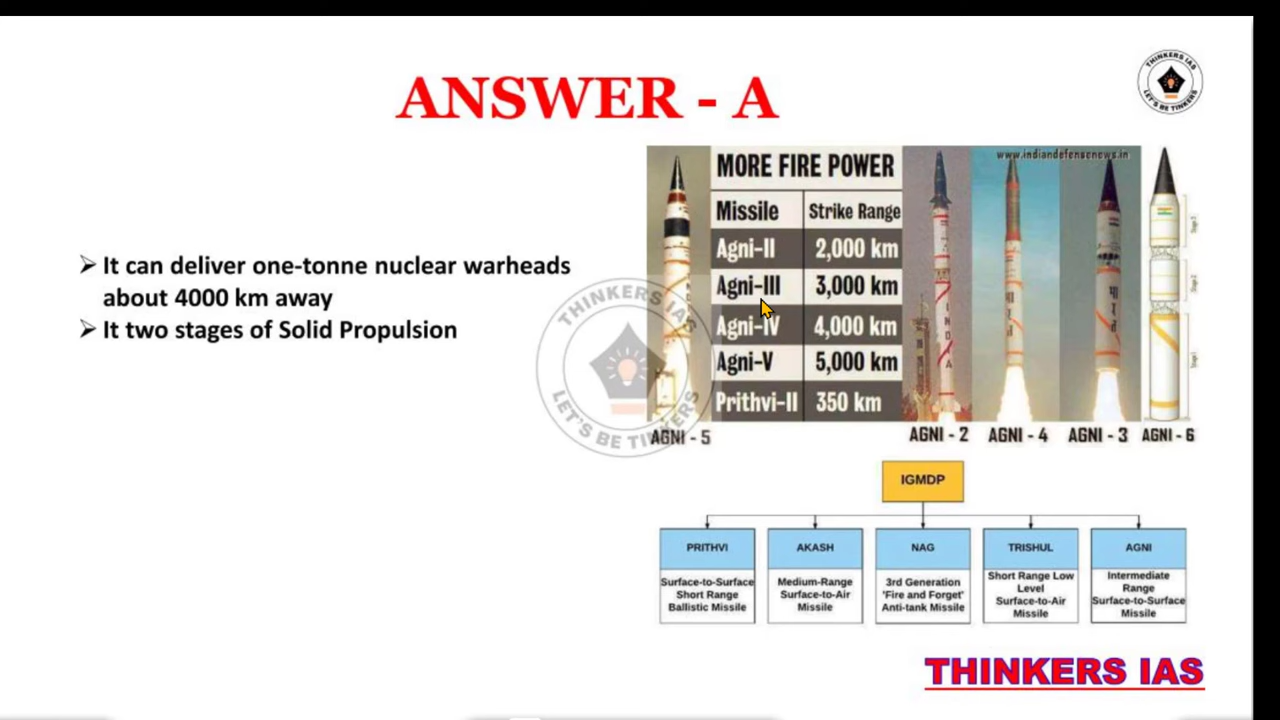 ANSWER - A
THINKERS IAS
LET'S BE TINKERS
➢ It can deliver one-tonne nuclear warheads
about 4000 km away
➢ It two stages of Solid Propulsion
THINKERS IAS
LET'S BE TINKERS
www.indiandefensenews.in
MORE FIRE POWER
Missile Strike Range
Agni-II 2,000 km
Agni-III 3,000 km
Agni-IV 4,000 km
Agni-V 5,000 km
Prithvi-II 350 km
AGNI - 5
AGNI - 2
AGNI - 4
AGNI - 3
AGNI - 6
IGMDP
PRITHVI
Surface-to-Surface
Short Range
Ballistic Missile
AKASH
Medium-Range
Surface-to-Air
Missile
NAG
3rd Generation
'Fire and Forget'
Anti-tank Missile
TRISHUL
Short Range Low
Level
Surface-to-Air
Missile
AGNI
Intermediate
Range
Surface-to-Surface
Missile
THINKERS IAS